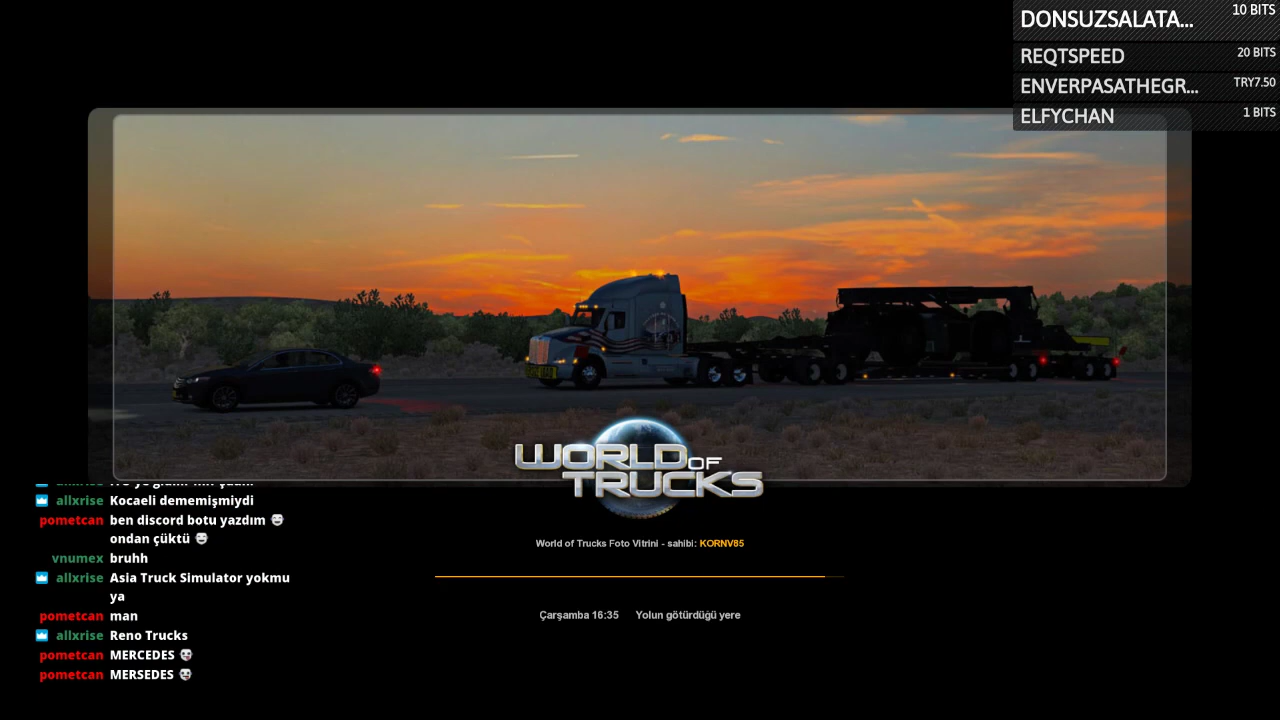 DONSUZSALATA... 10 BITS
REQTSPEED 20 BITS
ENVERPASATHEGR... TRY7.50
ELFYCHAN 1 BITS
WORLD OF
TRUCKS
World of Trucks Foto Vitrini - sahibi: KORNV85
Çarşamba 16:35 Yolun götürdüğü yere
allxrise Kocaeli dememişmiydi
pometcan ben discord botu yazdım
ondan çüktü
vnumex bruhh
allxrise Asia Truck Simulator yokmu
ya
pometcan man
allxrise Reno Trucks
pometcan MERCEDES
pometcan MERSEDES